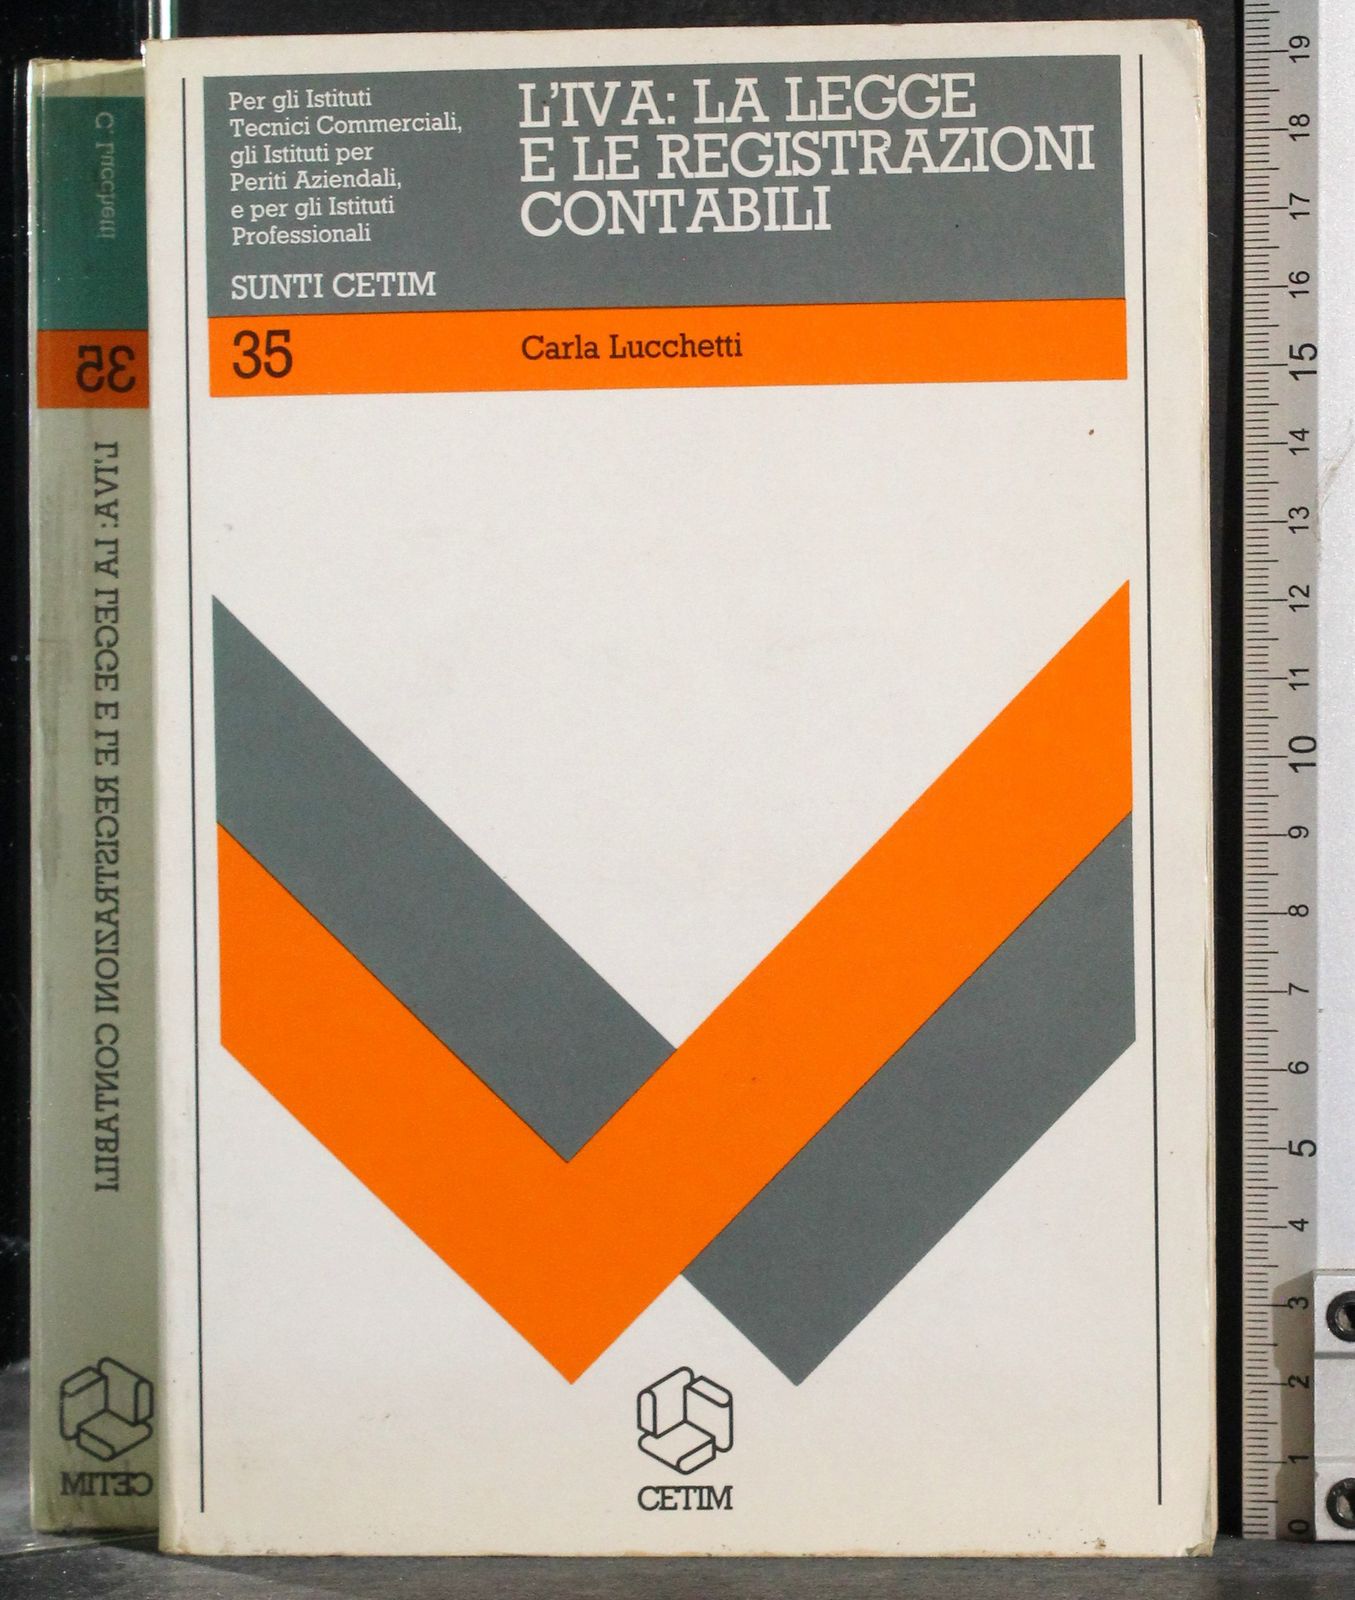 Per gli Istituti
Tecnici Commerciali,
gli Istituti per
Periti Aziendali,
e per gli Istituti
Professionali
SUNTI CETIM
L'IVA: LA LEGGE
E LE REGISTRAZIONI
CONTABILI
35
Carla Lucchetti
CETIM
C. Lucchetti
35
L'IVA: LA LEGGE E LE REGISTRAZIONI CONTABILI
CETIM
19
18
17
16
15
14
13
12
11
10
9
8
7
6
5
4
3
2
1
0